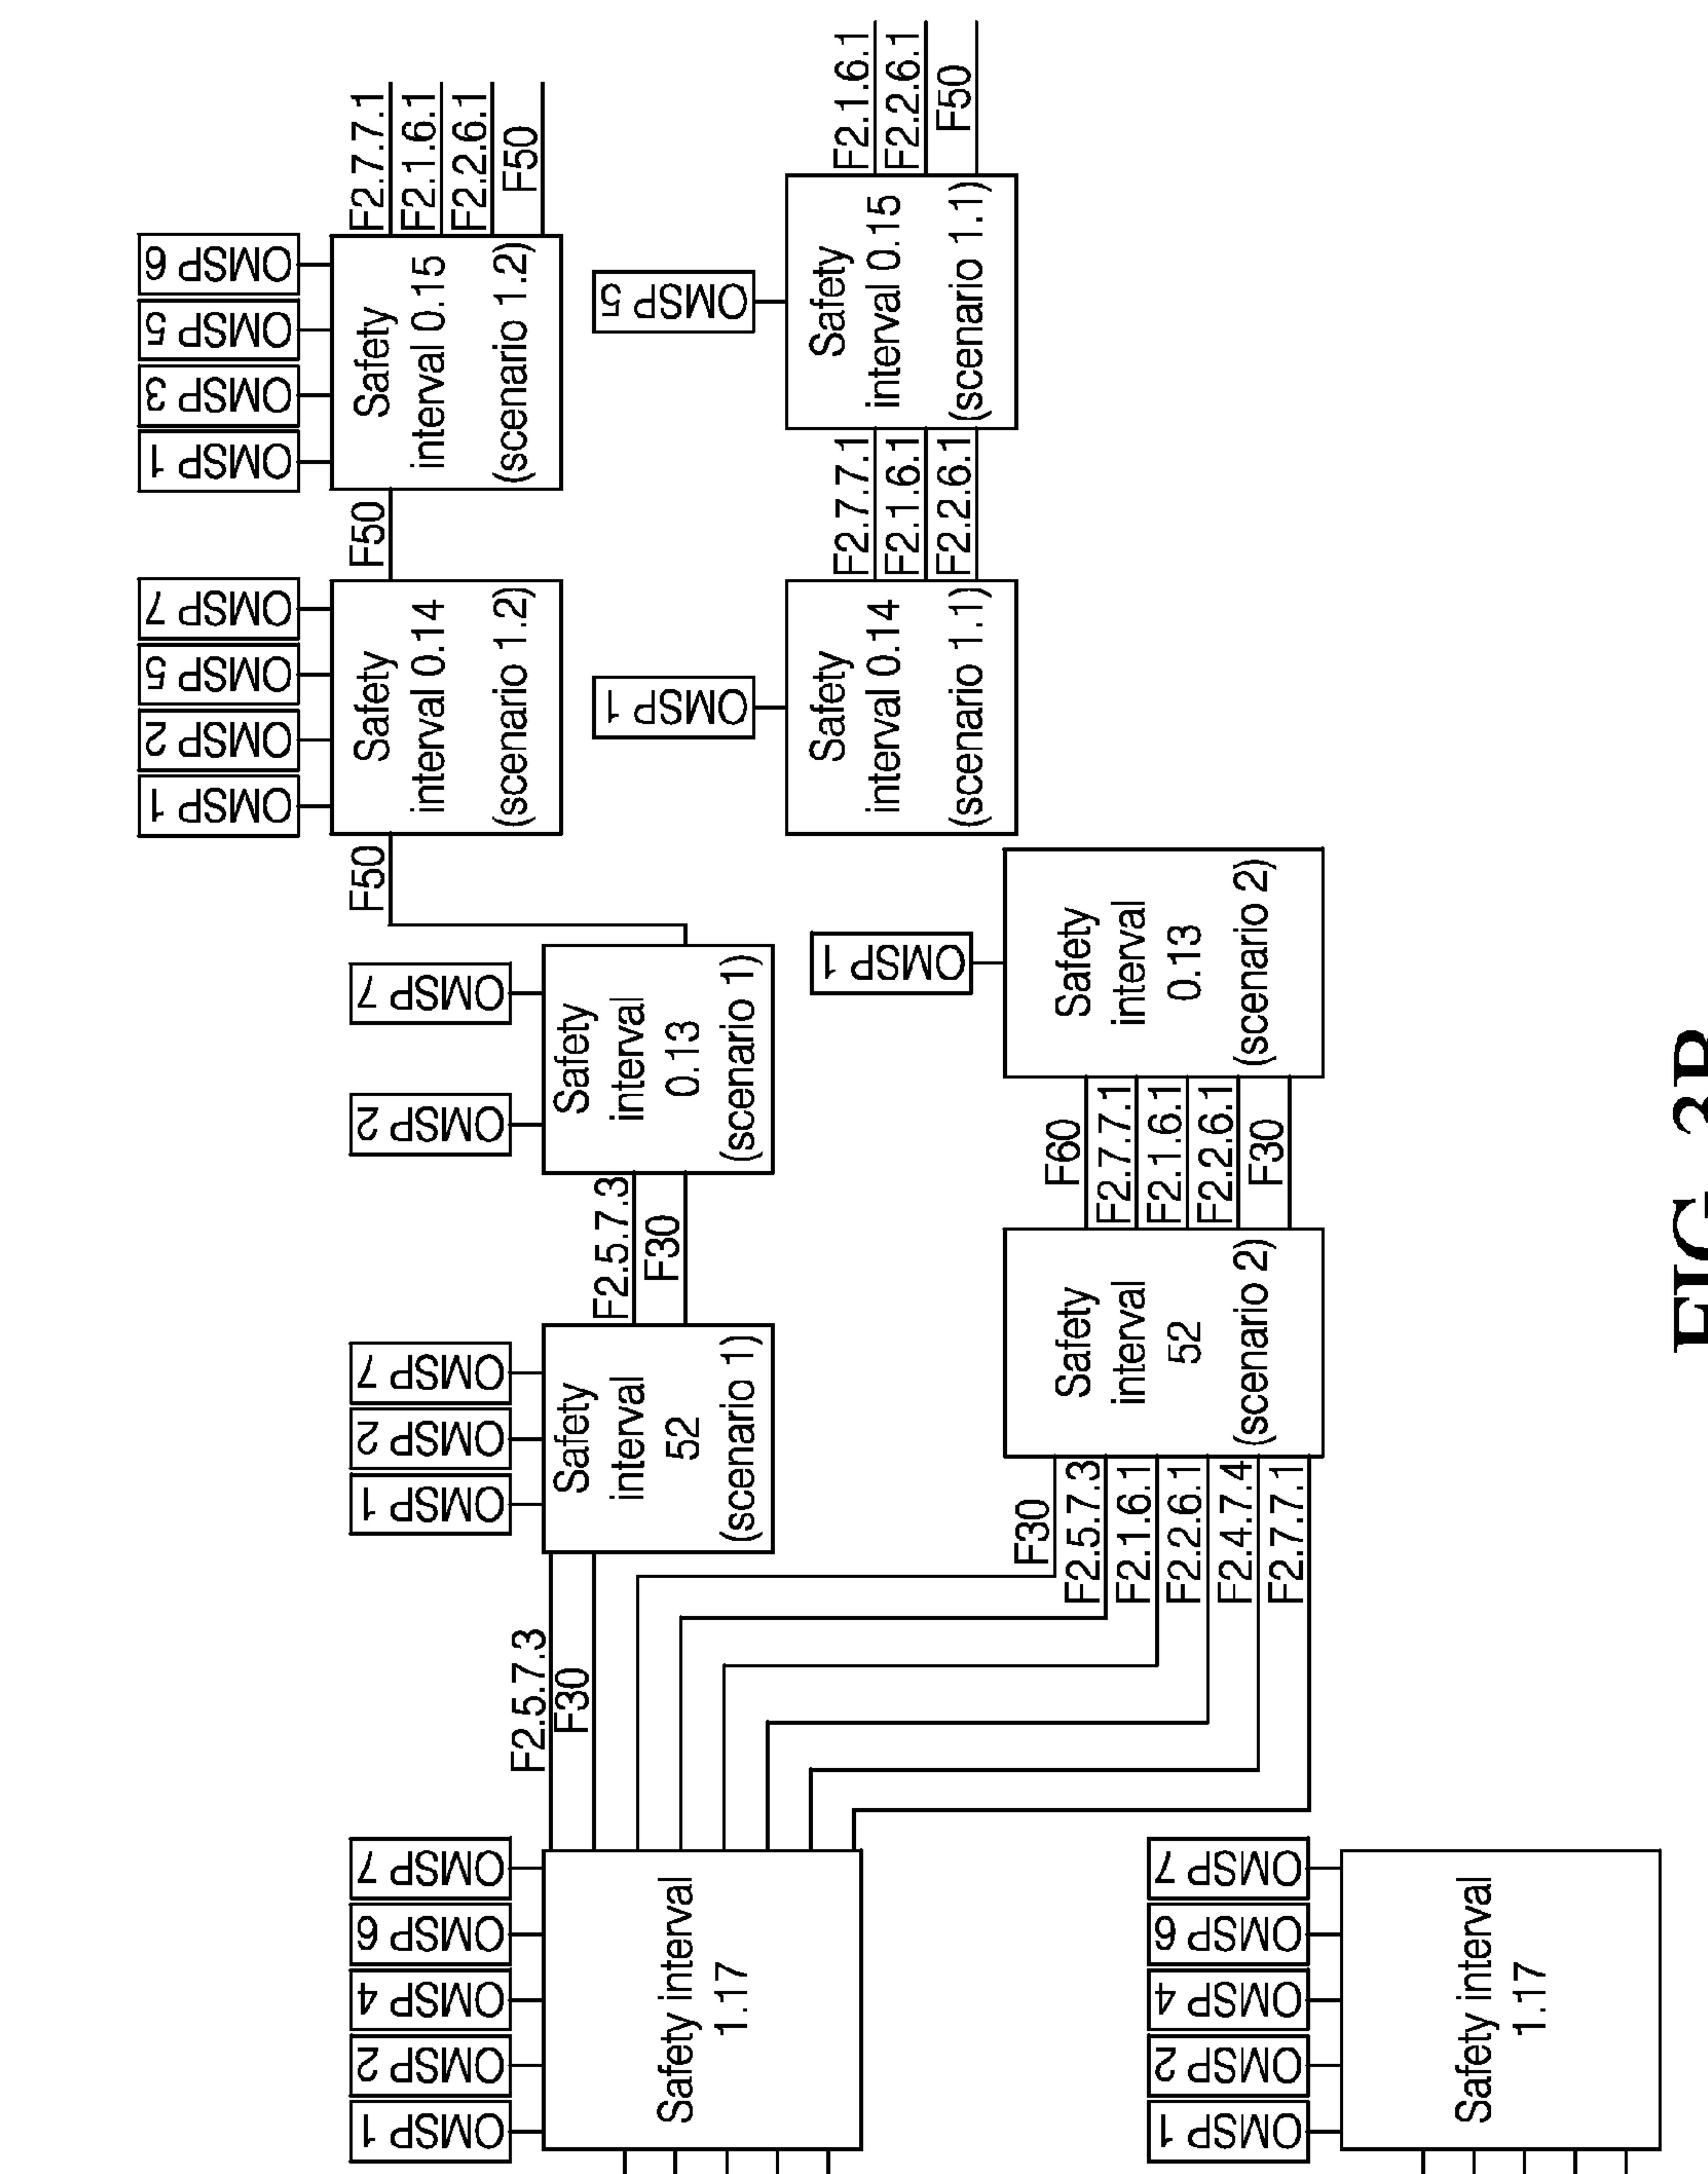 OMSP 1
OMSP 2
OMSP 5
OMSP 7
OMSP 1
OMSP 3
OMSP 5
OMSP 6
F50
Safety
interval 0.14
(scenario 1.2)
F50
Safety
interval 0.15
(scenario 1.2)
F2.7.7.1
F2.1.6.1
F2.2.6.1
F50
OMSP 1
OMSP 2
OMSP 4
OMSP 6
OMSP 7
OMSP 1
OMSP 2
OMSP 7
OMSP 2
OMSP 7
Safety interval
1.17
F2.5.7.3
F30
Safety
interval
52
(scenario 1)
F2.5.7.3
F30
Safety
interval
0.13
(scenario 1)
OMSP 1
OMSP 5
Safety
interval 0.14
(scenario 1.1)
F2.7.7.1
F2.1.6.1
F2.2.6.1
Safety
interval 0.15
(scenario 1.1)
F2.1.6.1
F2.2.6.1
F50
OMSP 1
F30
F2.5.7.3
F2.1.6.1
F2.2.6.1
F2.4.7.4
F2.7.7.1
Safety
interval
52
(scenario 2)
F60
F2.7.7.1
F2.1.6.1
F2.2.6.1
F30
Safety
interval
0.13
(scenario 2)
OMSP 1
OMSP 2
OMSP 4
OMSP 6
OMSP 7
Safety interval
1.17